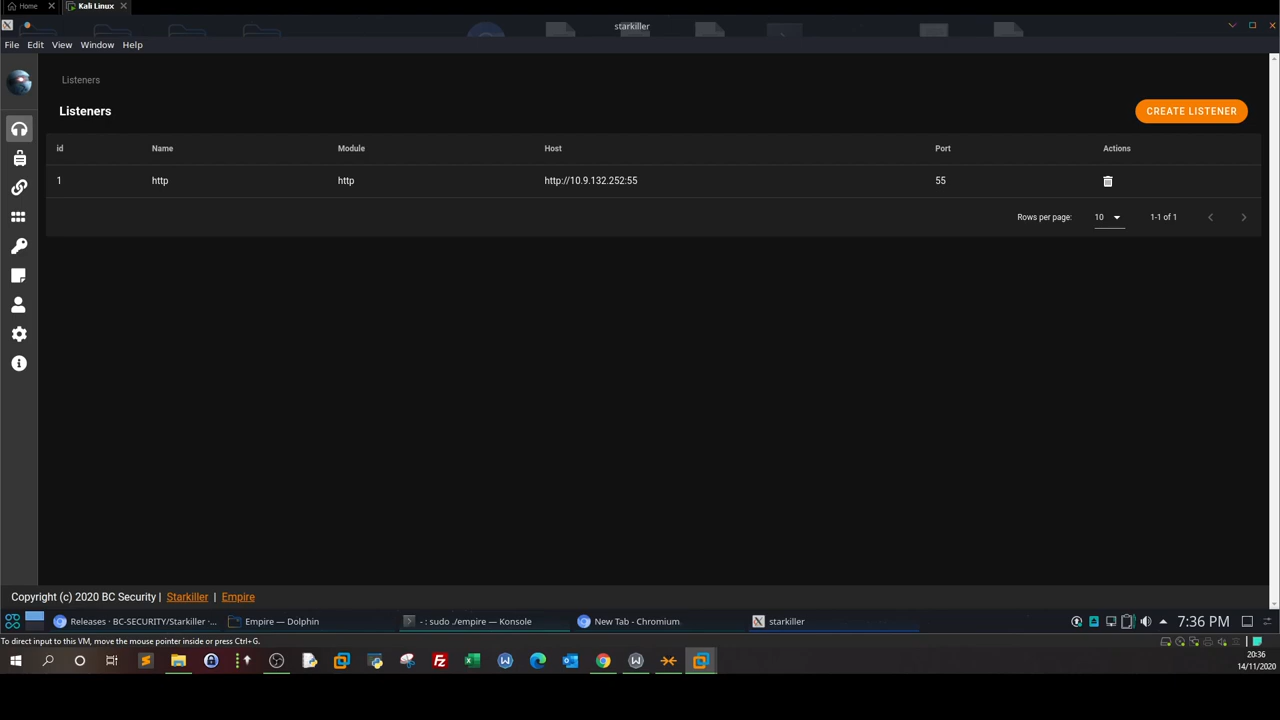 Home
Kali Linux
starkiller
File Edit View Window Help
Listeners
Listeners
CREATE LISTENER
id Name Module Host Port Actions
1 http http http://10.9.132.252:55 55
Rows per page: 10 1-1 of 1
Copyright (c) 2020 BC Security | Starkiller | Empire
Releases · BC-SECURITY/Starkiller ·... Empire — Dolphin - : sudo ./empire — Konsole New Tab - Chromium starkiller 7:36 PM
To direct input to this VM, move the mouse pointer inside or press Ctrl+G.
20:36
14/11/2020